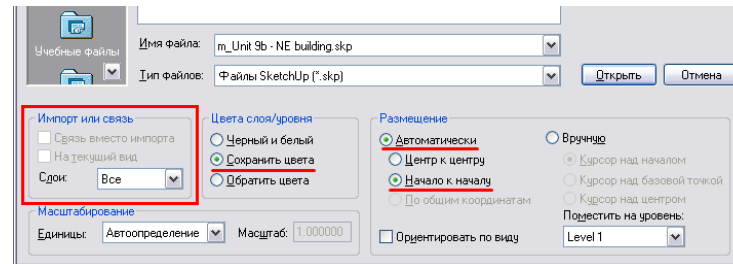 Учебные файлы
Имя файла: m_Unit 9b - NE building.skp
Тип файлов: Файлы SketchUp (*.skp) Открыть Отмена
Импорт или связь Цвета слоя/уровня Размещение
Связь вместо импорта Черный и белый Автоматически Вручную
На текущий вид Сохранить цвета Центр к центру Курсор над началом
Слои: Все Обратить цвета Начало к началу Курсор над базовой точкой
По общим координатам Курсор над центром
Масштабирование Поместить на уровень:
Единицы: Автоопределение Масштаб: 1.000000 Ориентировать по виду Level 1